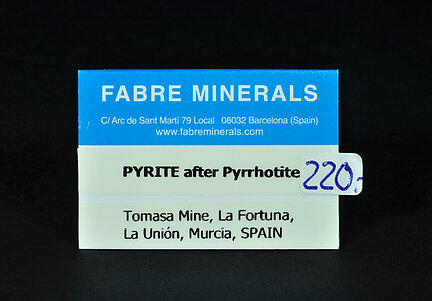 FABRE MINERALS
C/ Arc de Sant Martí 79 Local 08032 Barcelona (Spain)
www.fabreminerals.com
PYRITE after Pyrrhotite 220.-
Tomasa Mine, La Fortuna,
La Unión, Murcia, SPAIN